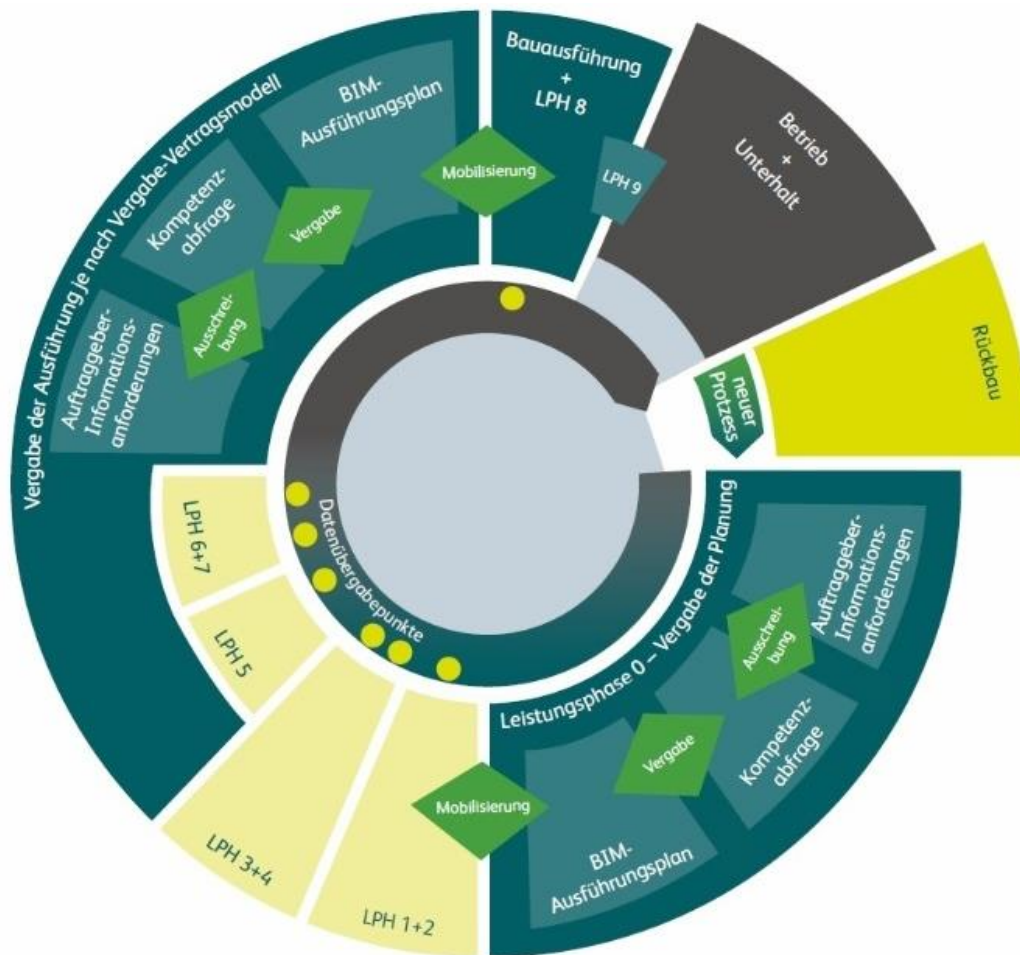 Vergabe der Ausführung je nach Vergabe-Vertragsmodell
Auftraggeber-
Informations-
anforderungen
Ausschrei-
bung
Kompetenz-
abfrage
Vergabe
BIM-
Ausführungsplan
Mobilisierung
Bauausführung
+
LPH 8
LPH 9
Betrieb
+
Unterhalt
Rückbau
neuer
Protzess
Leistungsphase 0 – Vergabe der Planung
Auftraggeber-
Informations-
anforderungen
Ausschrei-
bung
Kompetenz-
abfrage
Vergabe
BIM-
Ausführungsplan
Mobilisierung
LPH 1+2
LPH 3+4
LPH 5
LPH 6+7
Datenübergabepunkte